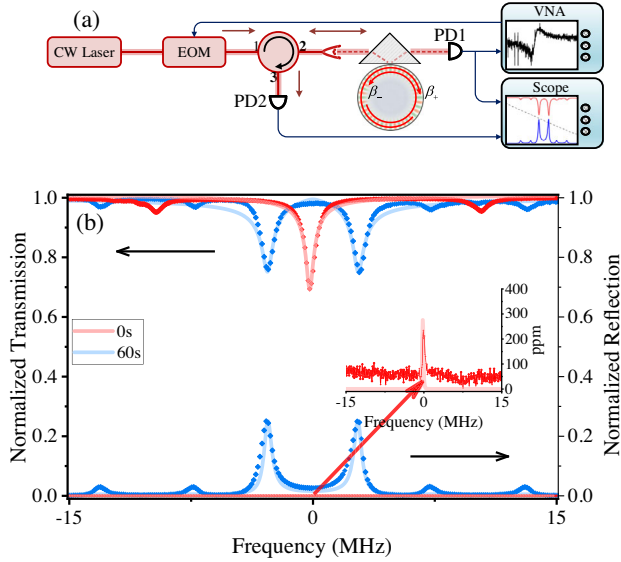 (a)
CW Laser
EOM
1
2
3
PD2
PD1
β₋
β₊
VNA
Scope
(b)
Normalized Transmission
1.0
0.8
0.6
0.4
0.2
0.0
0s
60s
400
300
200
100
0
ppm
-15
0
15
Frequency (MHz)
1.0
0.8
0.6
0.4
0.2
0.0
Normalized Reflection
-15
0
15
Frequency (MHz)